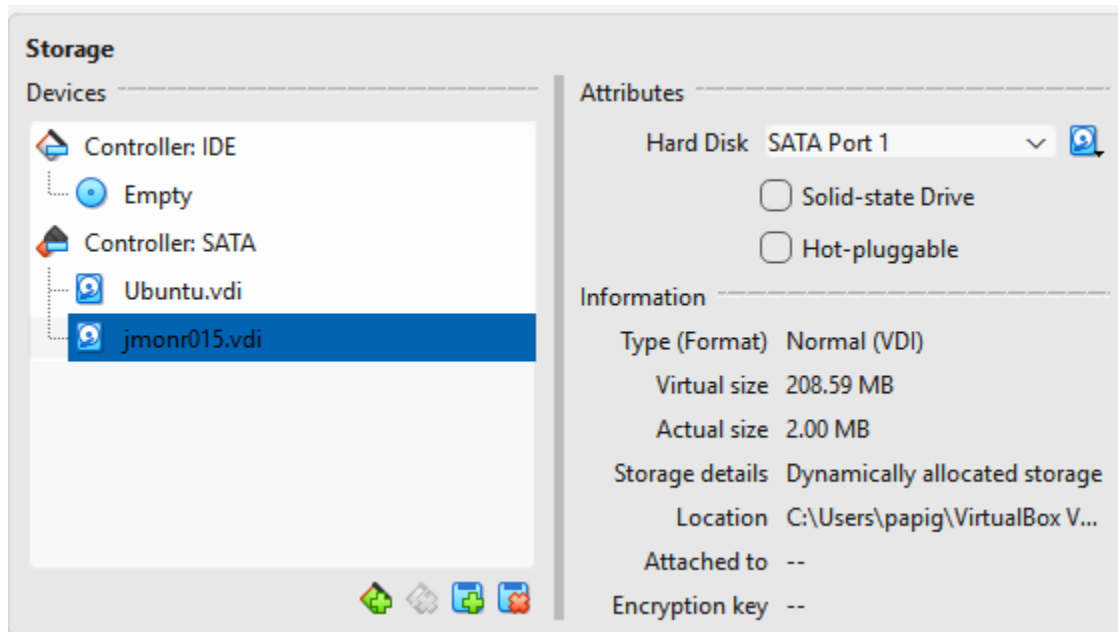 Storage
Devices
Controller: IDE
Empty
Controller: SATA
Ubuntu.vdi
jmonr015.vdi
Attributes
Hard Disk SATA Port 1
Solid-state Drive
Hot-pluggable
Information
Type (Format) Normal (VDI)
Virtual size 208.59 MB
Actual size 2.00 MB
Storage details Dynamically allocated storage
Location C:\Users\papig\VirtualBox V...
Attached to --
Encryption key --